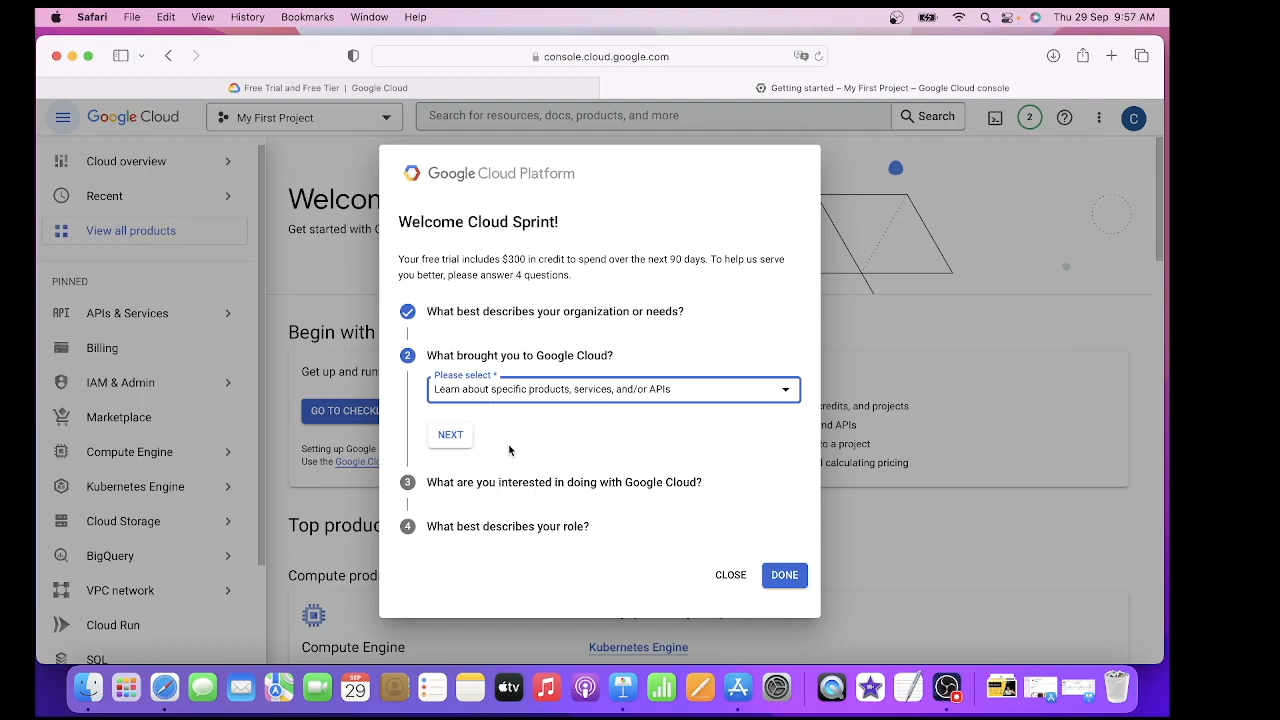 Safari File Edit View History Bookmarks Window Help Thu 29 Sep 9:57 AM
console.cloud.google.com
Free Trial and Free Tier | Google Cloud
Getting started – My First Project – Google Cloud console
Google Cloud My First Project Search for resources, docs, products, and more Search 2 C
Cloud overview
Recent
View all products
PINNED
API APIs & Services
Billing
IAM & Admin
Marketplace
Compute Engine
Kubernetes Engine
Cloud Storage
BigQuery
VPC network
Cloud Run
SQL
Welcon
Get started with
Begin with
Get up and run
GO TO CHECKL
Setting up Google
Use the Google Clo
Top produc
Compute prod
Compute Engine
Kubernetes Engine
credits, and projects
nd APIs
to a project
calculating pricing
Google Cloud Platform
Welcome Cloud Sprint!
Your free trial includes $300 in credit to spend over the next 90 days. To help us serve
you better, please answer 4 questions.
What best describes your organization or needs?
2 What brought you to Google Cloud?
Please select *
Learn about specific products, services, and/or APIs
NEXT
3 What are you interested in doing with Google Cloud?
4 What best describes your role?
CLOSE DONE
SEP
29
tv